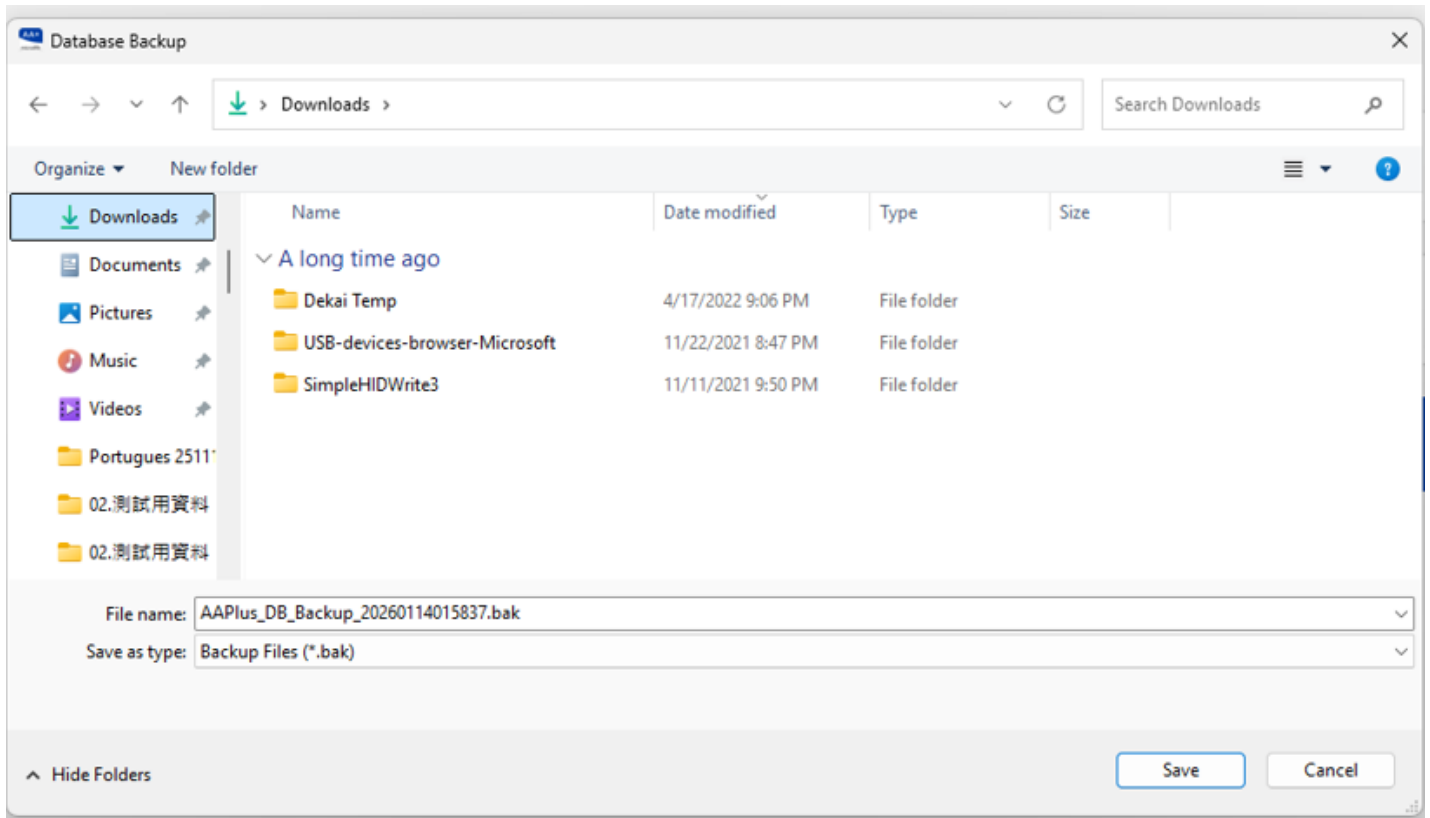 Database Backup
Downloads
Search Downloads
Organize
New folder
Downloads
Documents
Pictures
Music
Videos
Portugues 2511
02.測試用資料
02.測試用資料
Name Date modified Type Size
A long time ago
Dekai Temp 4/17/2022 9:06 PM File folder
USB-devices-browser-Microsoft 11/22/2021 8:47 PM File folder
SimpleHIDWrite3 11/11/2021 9:50 PM File folder
File name: AAPlus_DB_Backup_20260114015837.bak
Save as type: Backup Files (*.bak)
Hide Folders
Save
Cancel